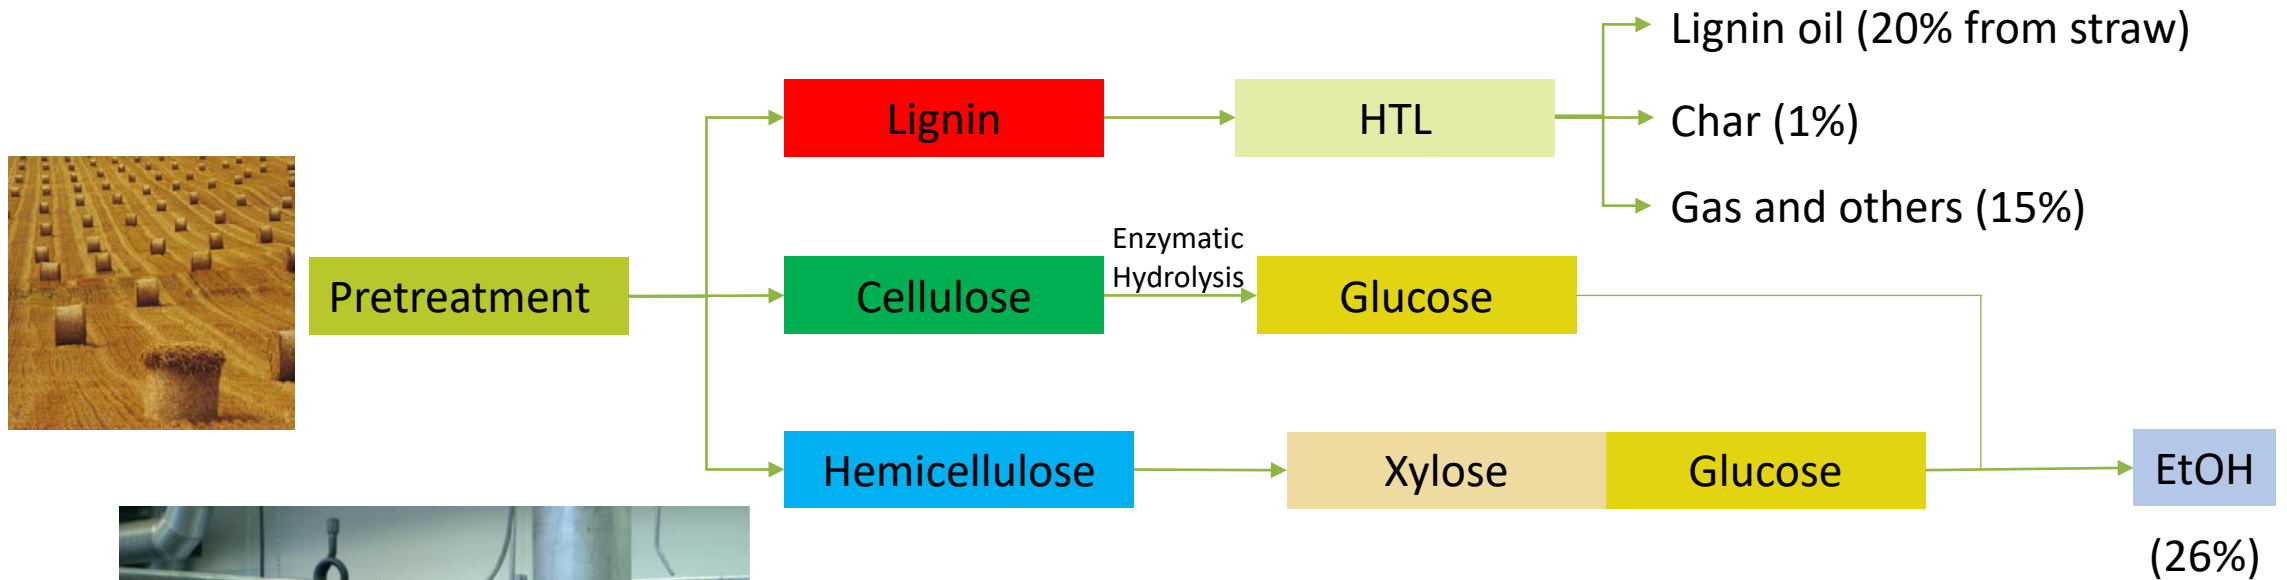 Lignin oil (20% from straw)
Lignin
HTL
Char (1%)
Gas and others (15%)
Enzymatic
Hydrolysis
Pretreatment
Cellulose
Glucose
Hemicellulose
Xylose
Glucose
EtOH
(26%)